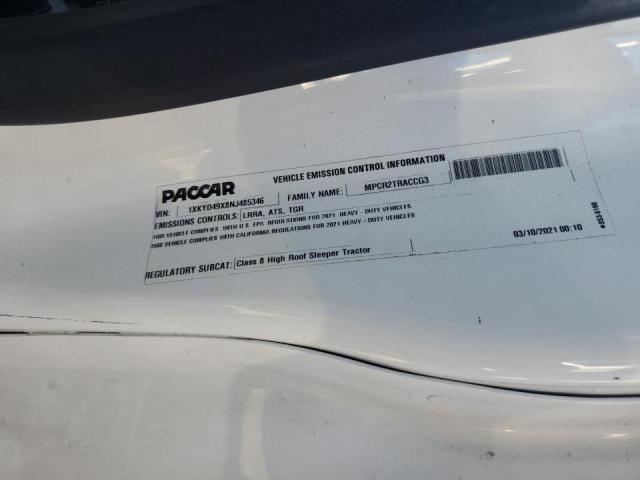 PACCAR VEHICLE EMISSION CONTROL INFORMATION
VIN: 1XKYD49X8NJ485346 FAMILY NAME: MPCR2TRACCG3
EMISSIONS CONTROLS: LRRA, ATS, TGR
THIS VEHICLE COMPLIES WITH U.S. EPA REGULATIONS FOR 2021 HEAVY - DUTY VEHICLES
THIS VEHICLE COMPLIES WITH CALIFORNIA REGULATIONS FOR 2021 HEAVY - DUTY VEHICLES
03/10/2021 00:10
REGULATORY SUBCAT: Class 8 High Roof Sleeper Tractor